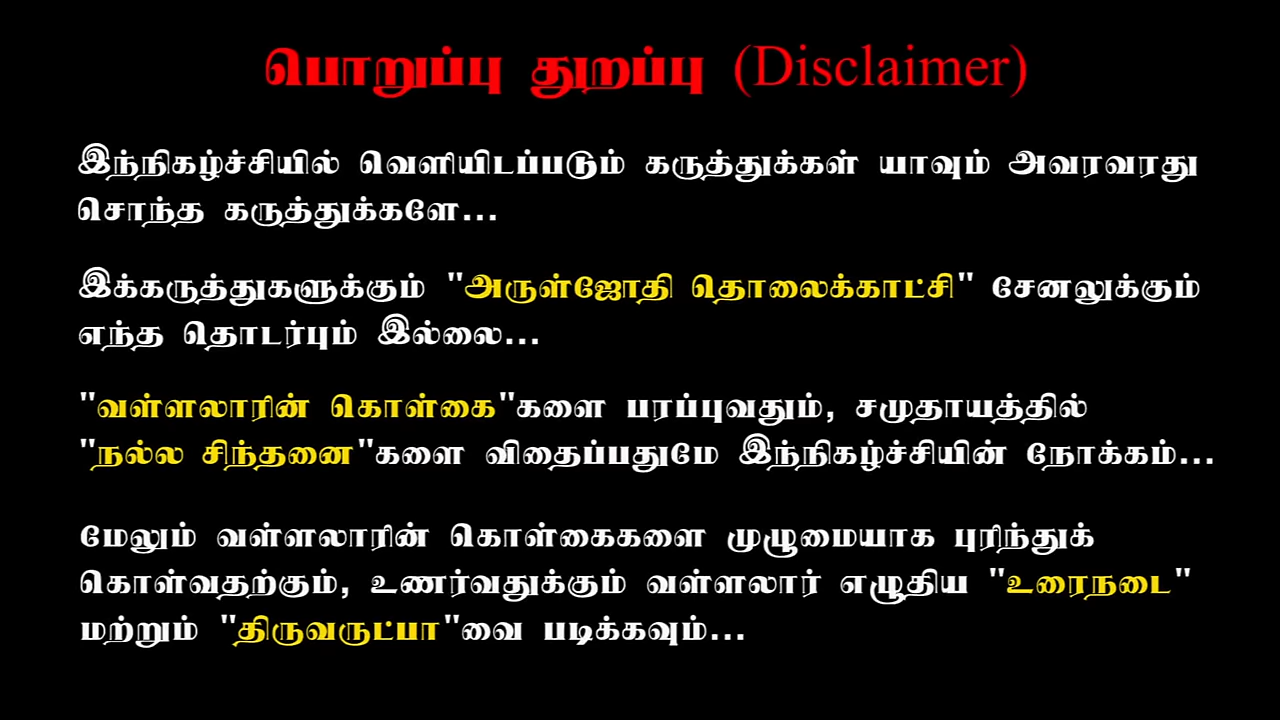 பொறுப்பு துறப்பு (Disclaimer)
இந்நிகழ்ச்சியில் வெளியிடப்படும் கருத்துக்கள் யாவும் அவரவரது
சொந்த கருத்துக்களே...
இக்கருத்துகளுக்கும் "அருள்ஜோதி தொலைக்காட்சி" சேனலுக்கும்
எந்த தொடர்பும் இல்லை...
"வள்ளலாரின் கொள்கை"களை பரப்புவதும், சமுதாயத்தில்
"நல்ல சிந்தனை"களை விதைப்பதுமே இந்நிகழ்ச்சியின் நோக்கம்...
மேலும் வள்ளலாரின் கொள்கைகளை முழுமையாக புரிந்துக்
கொள்வதற்கும், உணர்வதுக்கும் வள்ளலார் எழுதிய "உரைநடை"
மற்றும் "திருவருட்பா"வை படிக்கவும்...